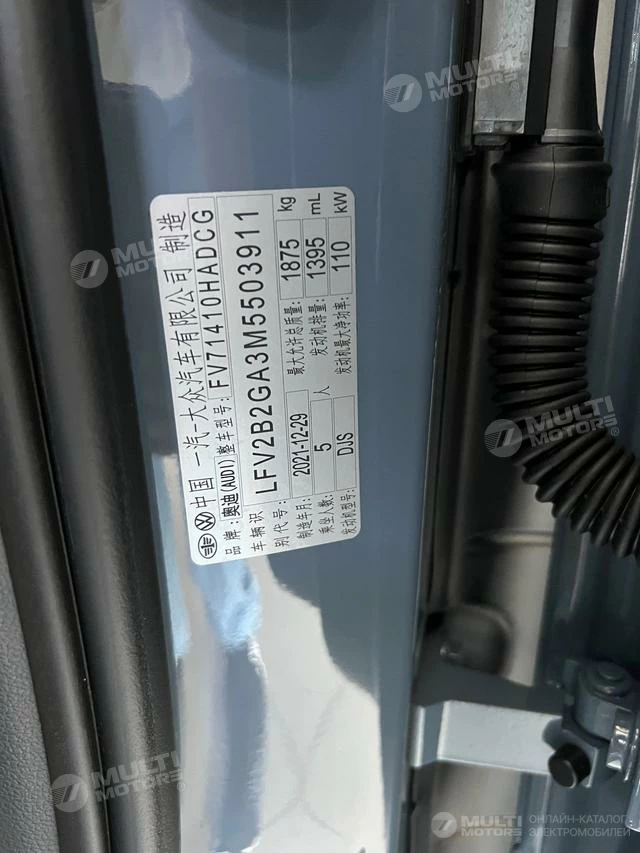 中国 一汽-大众汽车有限公司 制造
品牌:奥迪(AUDI) 整车型号: FV71410HADCG
车辆识别代号: LFV2B2GA3M5503911
制造年月: 2021-12-29 最大允许总质量: 1875 kg
乘坐人数: 5 人 发动机排量: 1395 mL
发动机型号: DJS 发动机最大净功率: 110 kW
MULTI MOTORS
MULTI MOTORS
MULTI MOTORS
MULTI MOTORS
MULTI MOTORS
ОНЛАЙН-КАТАЛОГ
ЭЛЕКТРОМОБИЛЕЙ